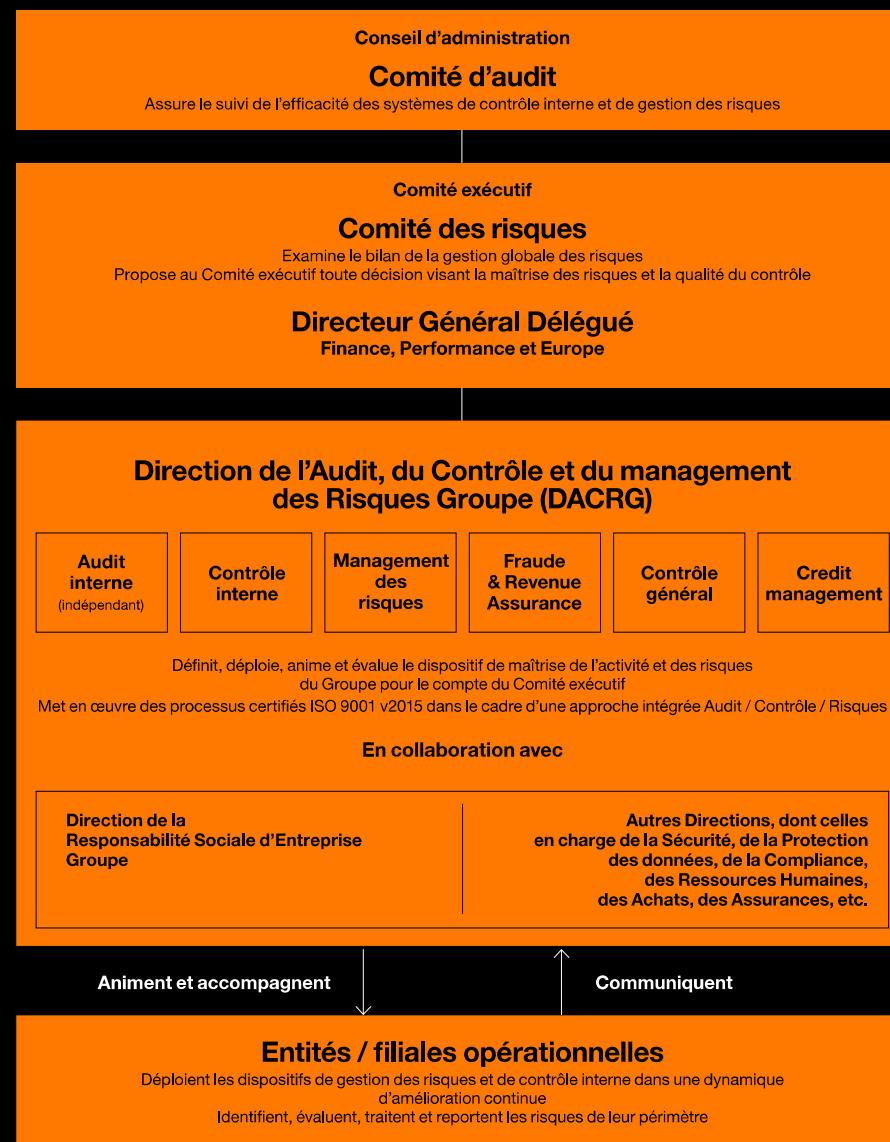 Conseil d’administration
Comité d’audit
Assure le suivi de l’efficacité des systèmes de contrôle interne et de gestion des risques
Comité exécutif
Comité des risques
Examine le bilan de la gestion globale des risques
Propose au Comité exécutif toute décision visant la maîtrise des risques et la qualité du contrôle
Directeur Général Délégué
Finance, Performance et Europe
Direction de l’Audit, du Contrôle et du management
des Risques Groupe (DACRG)
Audit
interne
(indépendant)
Contrôle
interne
Management
des
risques
Fraude
& Revenue
Assurance
Contrôle
général
Credit
management
Définit, déploie, anime et évalue le dispositif de maîtrise de l’activité et des risques
du Groupe pour le compte du Comité exécutif
Met en œuvre des processus certifiés ISO 9001 v2015 dans le cadre d’une approche intégrée Audit / Contrôle / Risques
En collaboration avec
Direction de la
Responsabilité Sociale d’Entreprise
Groupe
Autres Directions, dont celles
en charge de la Sécurité, de la Protection
des données, de la Compliance,
des Ressources Humaines,
des Achats, des Assurances, etc.
Animent et accompagnent
Communiquent
Entités / filiales opérationnelles
Déploient les dispositifs de gestion des risques et de contrôle interne dans une dynamique
d’amélioration continue
Identifient, évaluent, traitent et reportent les risques de leur périmètre